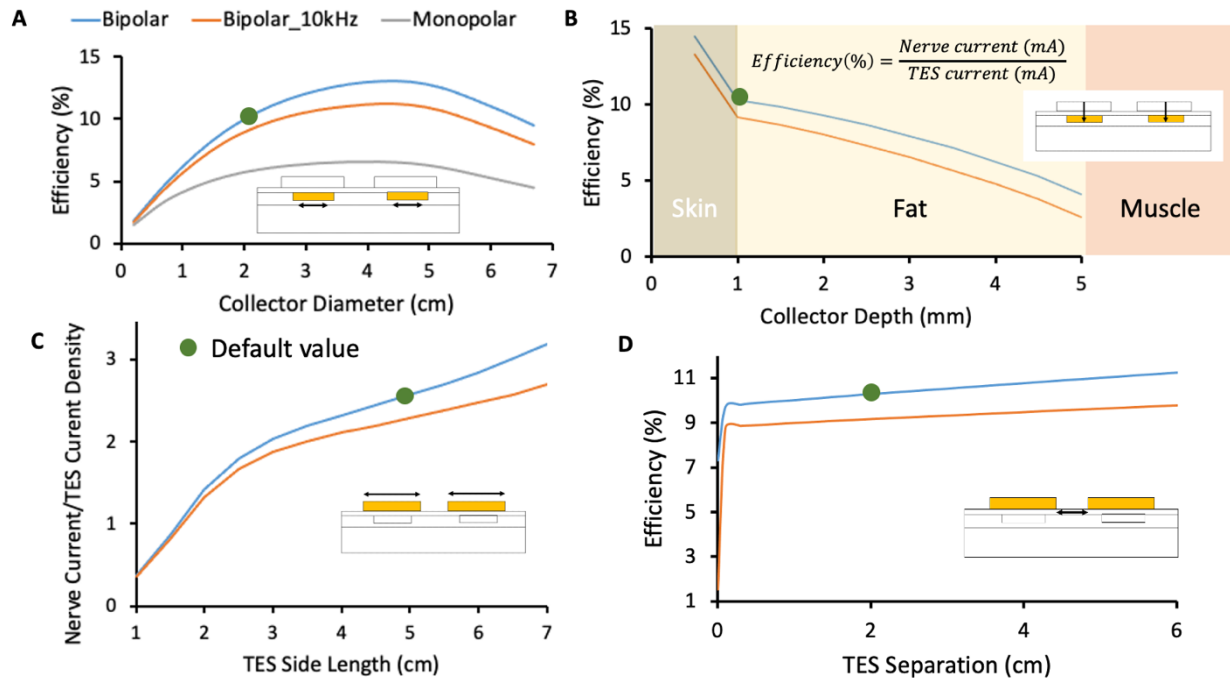 A
Bipolar
Bipolar_10kHz
Monopolar
15
10
5
0
Efficiency (%)
0 1 2 3 4 5 6 7
Collector Diameter (cm)
B
15
10
5
0
Efficiency (%)
Efficiency(%) = Nerve current (mA)
TES current (mA)
Skin
Fat
Muscle
0 1 2 3 4 5
Collector Depth (mm)
C
Default value
3
2
1
0
Nerve Current/TES Curent Density
1 2 3 4 5 6 7
TES Side Length (cm)
D
11
9
7
5
3
1
Efficiency (%)
0 2 4 6
TES Separation (cm)